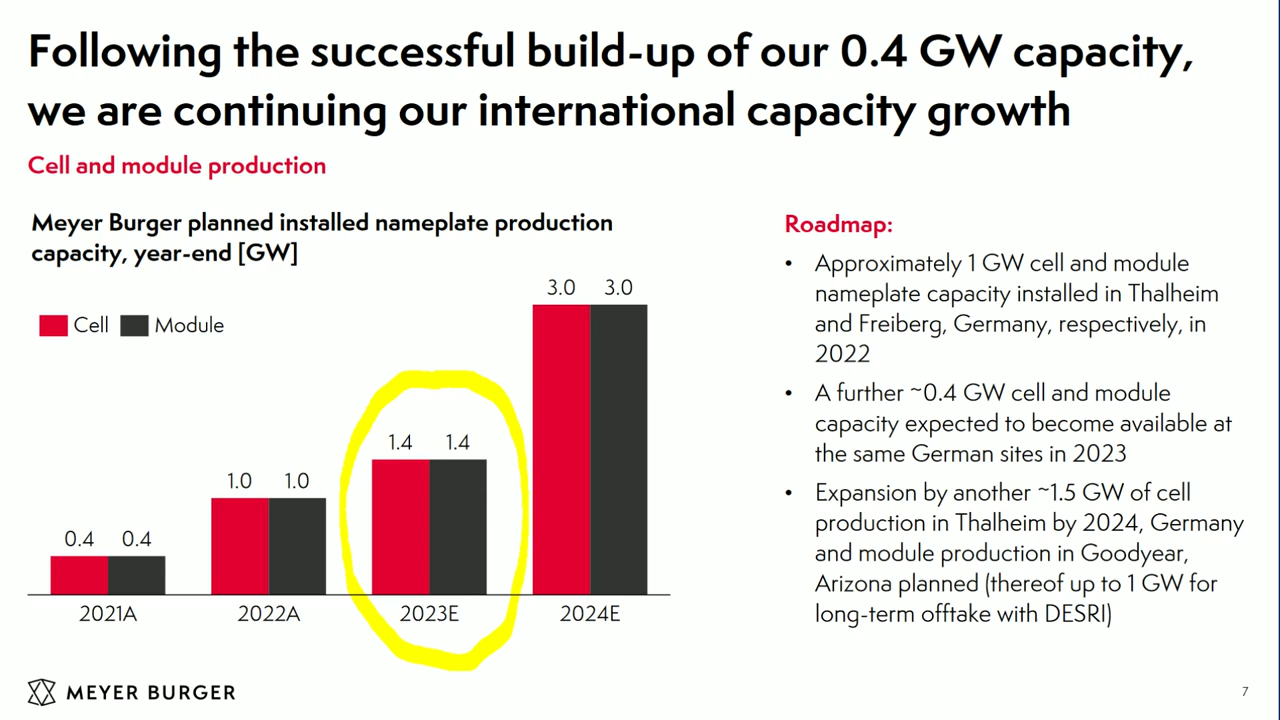 Following the successful build-up of our 0.4 GW capacity,
we are continuing our international capacity growth
Cell and module production
Meyer Burger planned installed nameplate production
capacity, year-end [GW]
Cell Module
0.4 0.4
1.0 1.0
1.4 1.4
3.0 3.0
2021A 2022A 2023E 2024E
Roadmap:
• Approximately 1 GW cell and module
nameplate capacity installed in Thalheim
and Freiberg, Germany, respectively, in
2022
• A further ~0.4 GW cell and module
capacity expected to become available at
the same German sites in 2023
• Expansion by another ~1.5 GW of cell
production in Thalheim by 2024, Germany
and module production in Goodyear,
Arizona planned (thereof up to 1 GW for
long-term offtake with DESRI)
MEYER BURGER
7